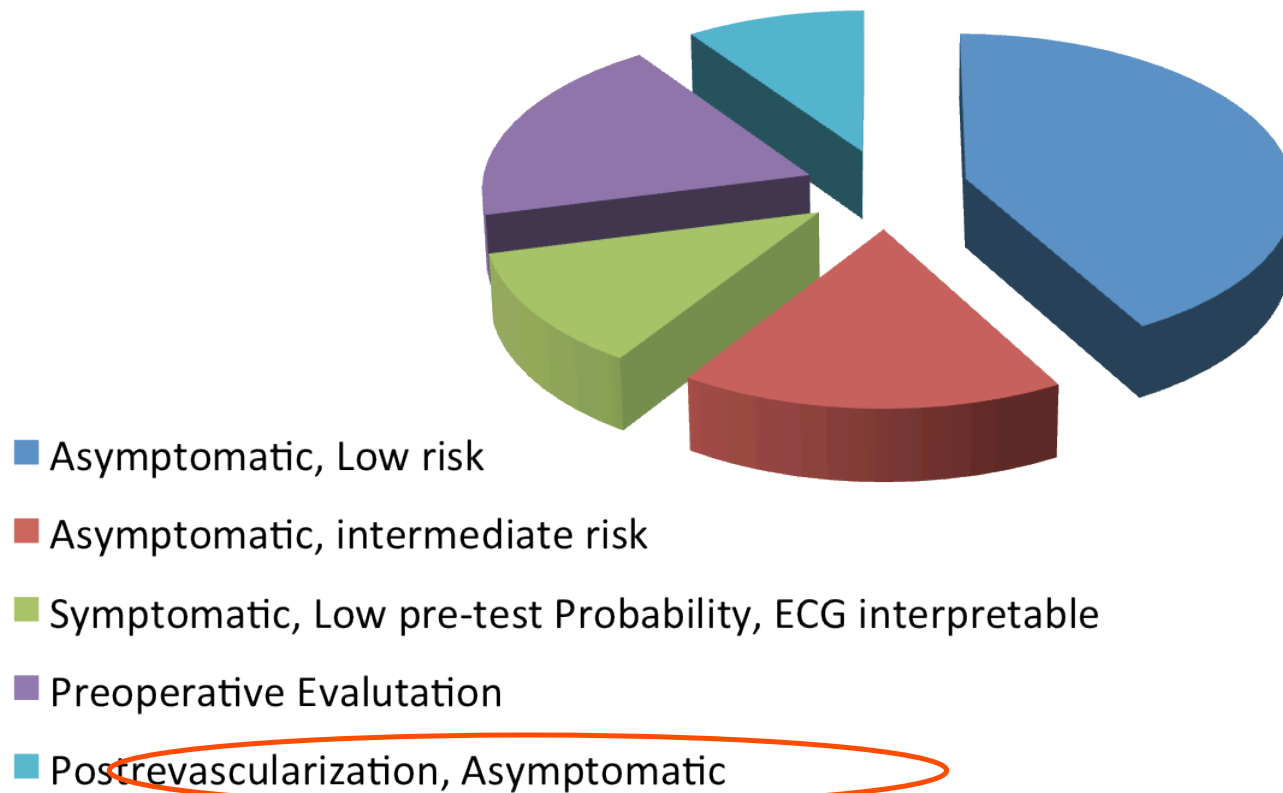 Asymptomatic, Low risk
Asymptomatic, intermediate risk
Symptomatic, Low pre-test Probability, ECG interpretable
Preoperative Evalutation
Postrevascularization, Asymptomatic